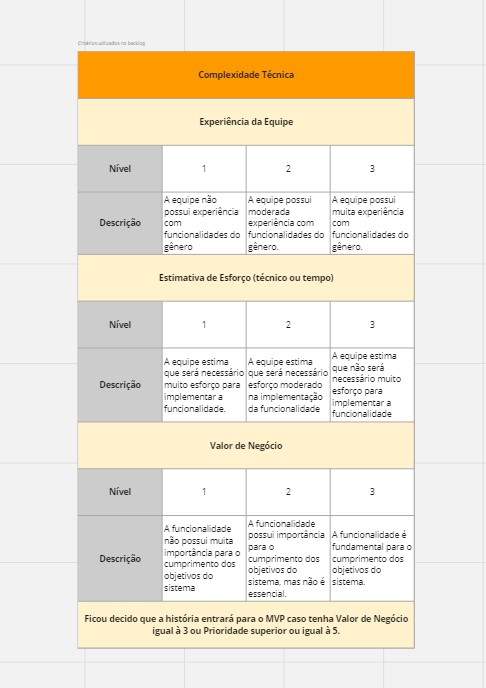 Critérios utilizados no backlog
Complexidade Técnica
Experiência da Equipe
Nível
1
2
3
Descrição
A equipe não
possui experiência
com
funcionalidades do
gênero
A equipe possui
moderada
experiência com
funcionalidades do
gênero.
A equipe possui
muita experiência
com
funcionalidades do
gênero.
Estimativa de Esforço (técnico ou tempo)
Nível
1
2
3
Descrição
A equipe estima
que será necessário
muito esforço para
implementar a
funcionalidade.
A equipe estima
que será necessário
esforço moderado
na implementação
da funcionalidade
A equipe estima
que não será
necessário muito
esforço para
implementar a
funcionalidade
Valor de Negócio
Nível
1
2
3
Descrição
A funcionalidade
não possui muita
importância para o
cumprimento dos
objetivos do
sistema
A funcionalidade
possui importância
para o
cumprimento dos
objetivos do
sistema, mas não é
essencial.
A funcionalidade é
fundamental para o
cumprimento dos
objetivos do
sistema.
Ficou decido que a história entrará para o MVP caso tenha Valor de Negócio
igual à 3 ou Prioridade superior ou igual à 5.